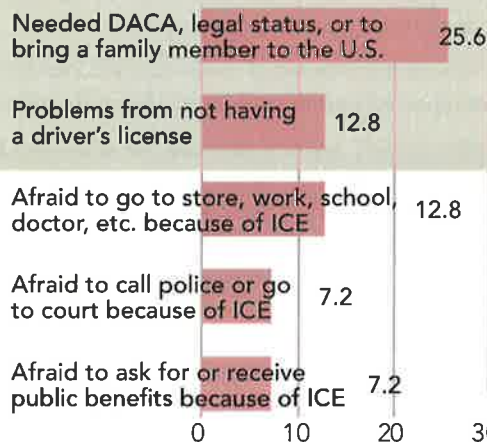 Needed DACA, legal status, or to
bring a family member to the U.S.
25.6
Problems from not having
a driver's license
12.8
Afraid to go to store, work, school,
doctor, etc. because of ICE
12.8
Afraid to call police or go
to court because of ICE
7.2
Afraid to ask for or receive
public benefits because of ICE
7.2
0 10 20